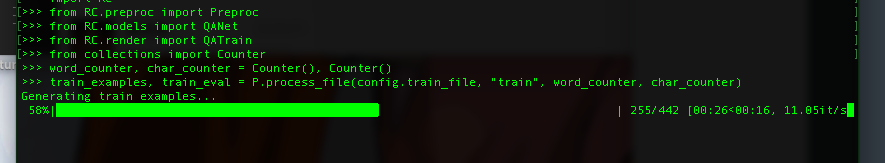 [>>> from RC.preproc import Preproc ]
[>>> from RC.models import QANet ]
[>>> from RC.render import QATrain ]
[>>> from collections import Counter ]
>>> word_counter, char_counter = Counter(), Counter()
>>> train_examples, train_eval = P.process_file(config.train_file, "train", word_counter, char_counter)
Generating train examples...
58%| | 255/442 [00:26<00:16, 11.05it/s